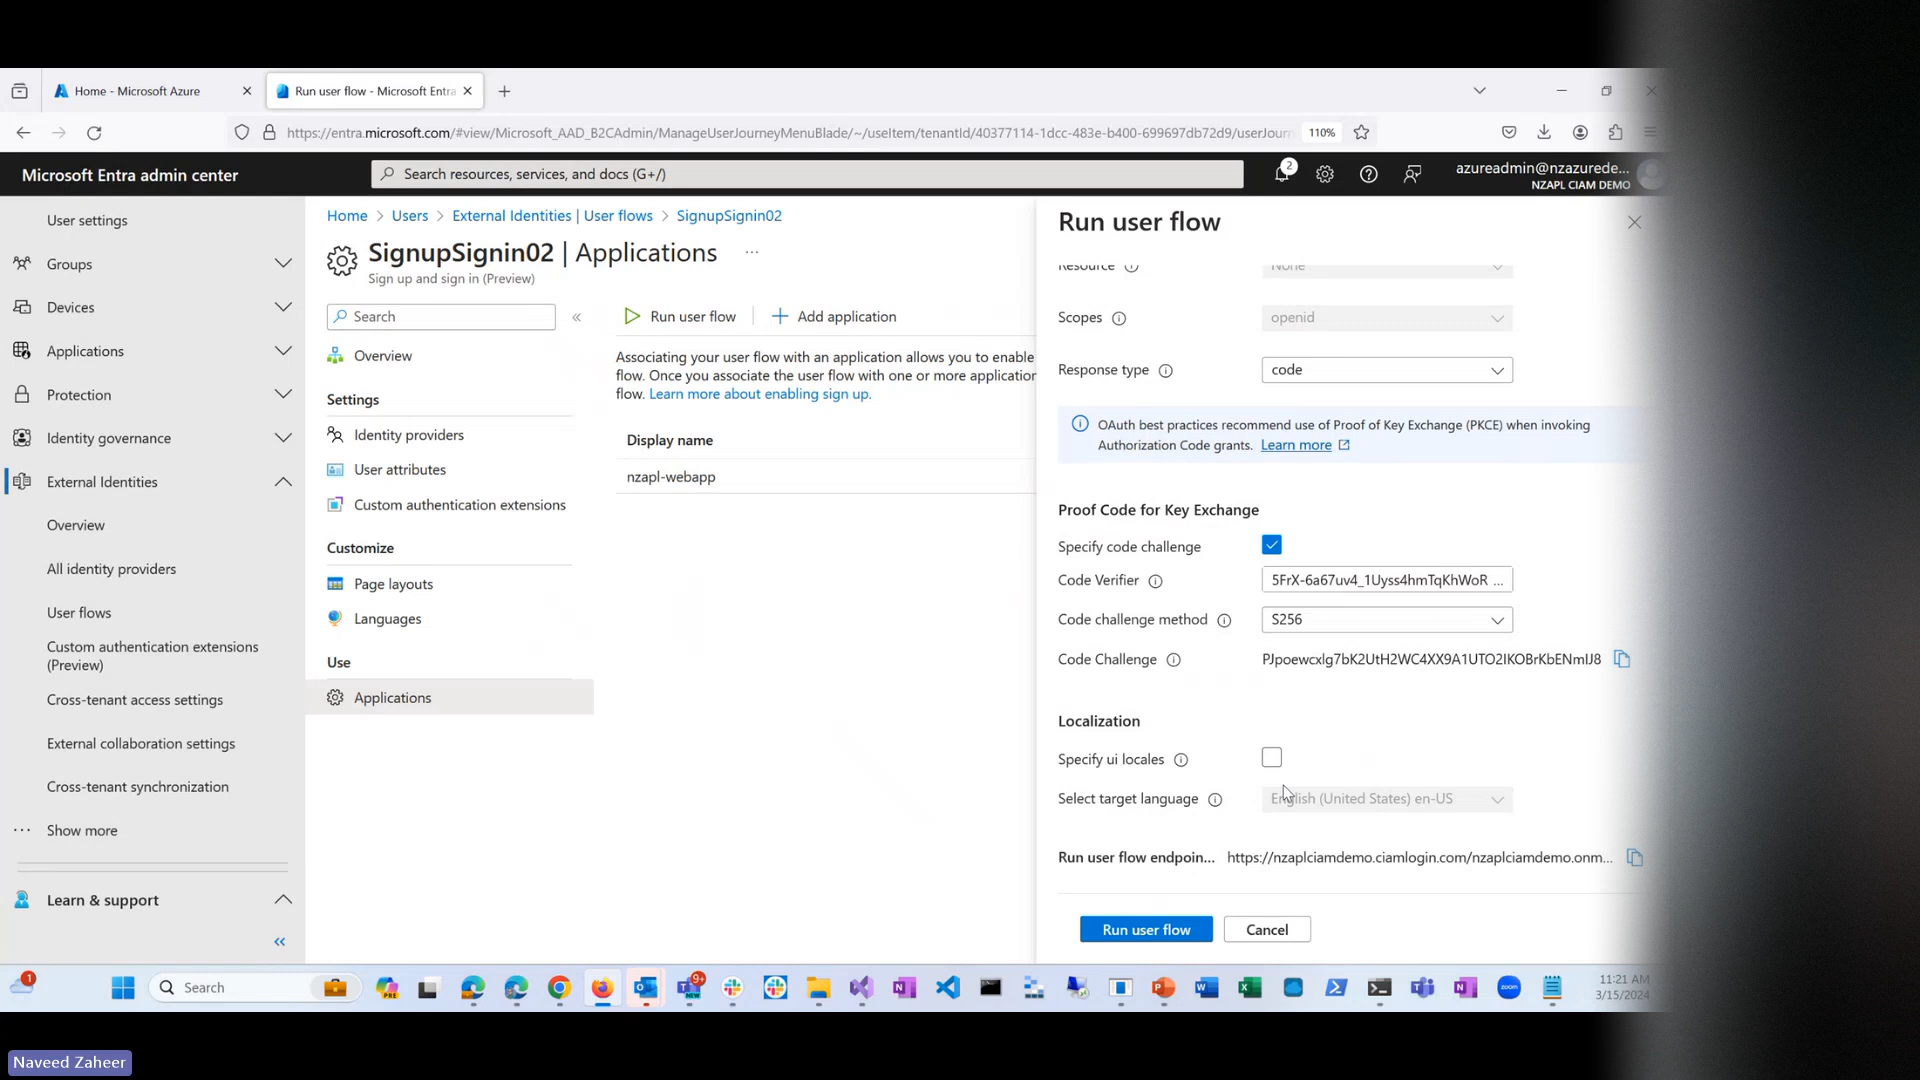 Home - Microsoft Azure
Run user flow - Microsoft Entra
https://entra.microsoft.com/#view/Microsoft_AAD_B2CAdmin/ManageUserJourneyMenuBlade/~/useItem/tenantId/40377114-1dcc-483e-b400-699697db72d9/userJourn
110%
Microsoft Entra admin center
Search resources, services, and docs (G+/)
2
azureadmin@nzazurede...
NZAPL CIAM DEMO
User settings
Groups
Devices
Applications
Protection
Identity governance
External Identities
Overview
All identity providers
User flows
Custom authentication extensions
(Preview)
Cross-tenant access settings
External collaboration settings
Cross-tenant synchronization
Show more
Learn & support
Home > Users > External Identities | User flows > SignupSignin02
SignupSignin02 | Applications ...
Sign up and sign in (Preview)
Search
Overview
Settings
Identity providers
User attributes
Custom authentication extensions
Customize
Page layouts
Languages
Use
Applications
Run user flow
Add application
Associating your user flow with an application allows you to enable
flow. Once you associate the user flow with one or more application
flow. Learn more about enabling sign up.
Display name
nzapl-webapp
Run user flow
Resource None
Scopes openid
Response type code
OAuth best practices recommend use of Proof of Key Exchange (PKCE) when invoking
Authorization Code grants. Learn more
Proof Code for Key Exchange
Specify code challenge
Code Verifier 5FrX-6a67uv4_1Uyss4hmTqKhWoR ...
Code challenge method S256
Code Challenge PJpoewcxlg7bK2UtH2WC4XX9A1UTO2IKOBrKbENmIJ8
Localization
Specify ui locales
Select target language English (United States) en-US
Run user flow endpoin... https://nzaplciamdemo.ciamlogin.com/nzaplciamdemo.onm...
Run user flow
Cancel
1
Search
PRE
9+
NEW
zoom
11:21 AM
3/15/2024
Naveed Zaheer